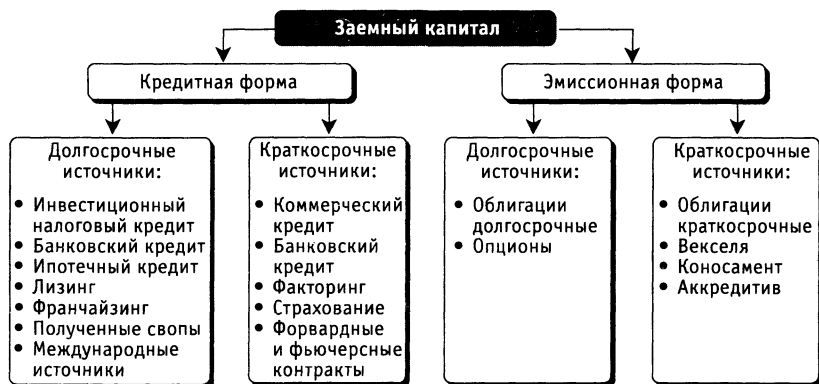 Заемный капитал
Кредитная форма
Эмиссионная форма
Долгосрочные
источники:
• Инвестиционный
налоговый кредит
• Банковский кредит
• Ипотечный кредит
• Лизинг
• Франчайзинг
• Полученные свопы
• Международные
источники
Краткосрочные
источники:
• Коммерческий
кредит
• Банковский
кредит
• Факторинг
• Страхование
• Форвардные
и фьючерсные
контракты
Долгосрочные
источники:
• Облигации
долгосрочные
• Опционы
Краткосрочные
источники:
• Облигации
краткосрочные
• Векселя
• Коносамент
• Аккредитив